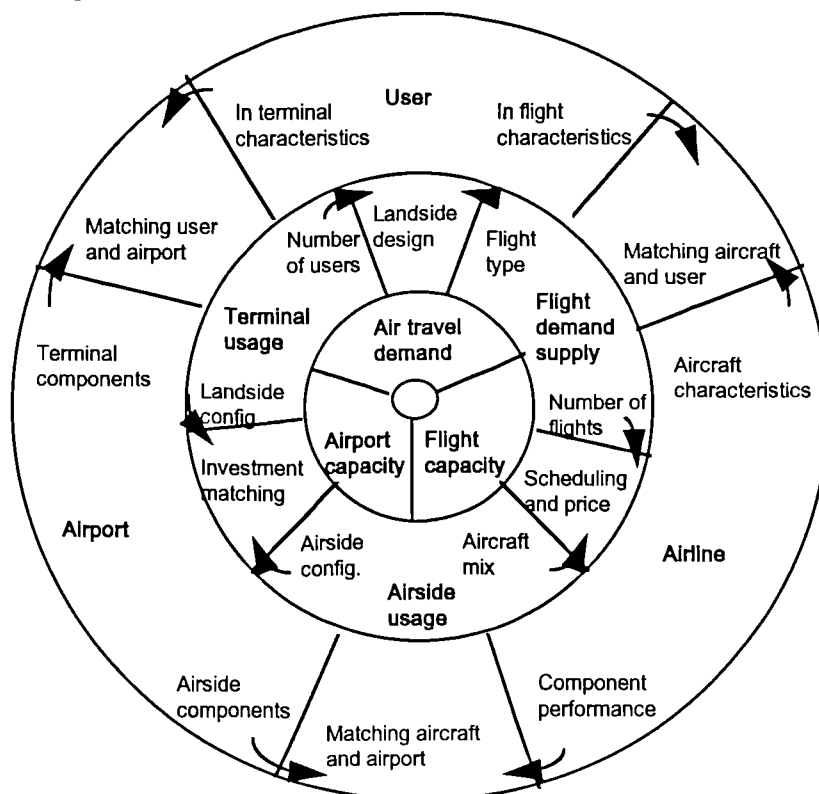 User
In terminal
characteristics
In flight
characteristics
Matching user
and airport
Number
of users
Landside
design
Flight
type
Matching aircraft
and user
Terminal
usage
Air travel
demand
Flight
demand
supply
Terminal
components
Aircraft
characteristics
Landside
config
Number of
flights
Airport
capacity
Flight
capacity
Investment
matching
Scheduling
and price
Airport
Airside
config.
Aircraft
mix
Airline
Airside
usage
Airside
components
Component
performance
Matching aircraft
and airport